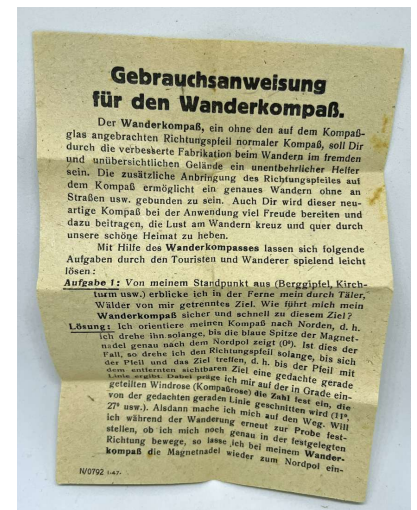 Gebrauchsanweisung
für den Wanderkompaß.
Der Wanderkompaß, ein ohne den auf dem Kompaß-
glas angebrachten Richtungspfeil normaler Kompaß, soll Dir
durch die verbesserte Fabrikation beim Wandern im fremden
und unübersichtlichen Gelände ein unentbehrlicher Helfer
sein. Die zusätzliche Anbringung des Richtungspfeiles auf
dem Kompaß ermöglicht ein genaues Wandern ohne an
Straßen usw. gebunden zu sein. Auch Dir wird dieser neu-
artige Kompaß bei der Anwendung viel Freude bereiten und
dazu beitragen, die Lust am Wandern kreuz und quer durch
unsere schöne Heimat zu heben.
Mit Hilfe des Wanderkompasses lassen sich folgende
Aufgaben durch den Touristen und Wanderer spielend leicht
lösen:
Aufgabe 1: Von meinem Standpunkt aus (Berggipfel, Kirch-
turm usw.) erblicke ich in der Ferne mein durch Täler,
Wälder von mir getrenntes Ziel. Wie führt mich mein
Wanderkompaß sicher und schnell zu diesem Ziel?
Lösung: Ich orientiere meinen Kompaß nach Norden, d. h.
ich drehe ihn solange, bis die blaue Spitze der Magnet-
nadel genau nach dem Nordpol zeigt (0°). Ist dies der
Fall, so drehe ich den Richtungspfeil solange, bis sich
der Pfeil und das Ziel treffen, d. h. bis der Pfeil mit
dem entfernten sichtbaren Ziel eine gedachte gerade
Linie ergibt. Dabei präge ich mir auf der in Grade ein-
geteilten Windrose (Kompaßrose) die Zahl fest ein, die
von der gedachten geraden Linie geschnitten wird (11°,
27° usw.). Alsdann mache ich mich auf den Weg. Will
ich während der Wanderung erneut zur Probe fest-
stellen, ob ich mich noch genau in der festgelegten
Richtung bewege, so lasse ich bei meinem Wander-
kompaß die Magnetnadel wieder zum Nordpol ein-
N/0792 1-47-